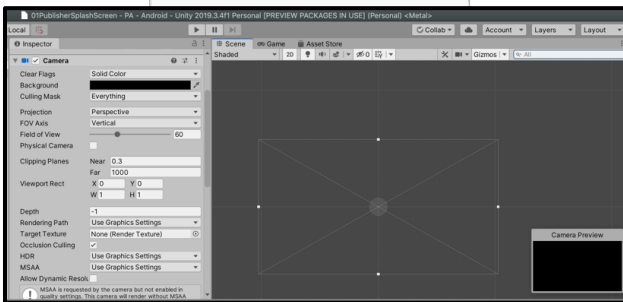 01PublisherSplashScreen - PA - Android - Unity 2019.3.4f1 Personal [PREVIEW PACKAGES IN USE] (Personal) <Metal>
Local Collab Account Layers Layout
Inspector Scene Game Asset Store
Camera Shaded 2D 0 Gizmos All
Clear Flags Solid Color
Background
Culling Mask Everything
Projection Perspective
FOV Axis Vertical
Field of View 60
Physical Camera
Clipping Planes Near 0.3
Far 1000
Viewport Rect X 0 Y 0
W 1 H 1
Depth -1
Rendering Path Use Graphics Settings
Target Texture None (Render Texture)
Occlusion Culling
HDR Use Graphics Settings
MSAA Use Graphics Settings
Allow Dynamic Resolu
MSAA is requested by the camera but not enabled in
quality settings. This camera will render without MSAA
Camera Preview